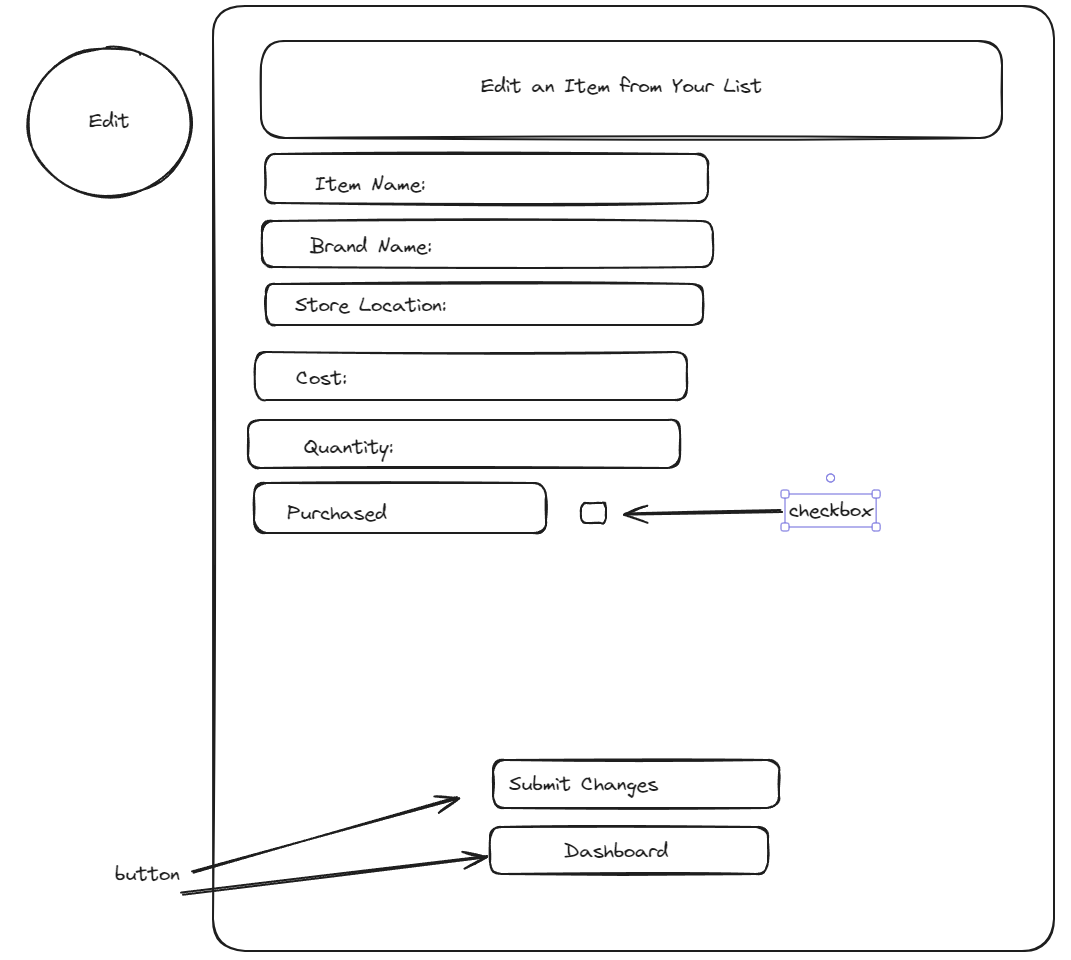 Edit
Edit an Item from Your List
Item Name:
Brand Name:
Store Location:
Cost:
Quantity:
Purchased
checkbox
Submit Changes
Dashboard
button